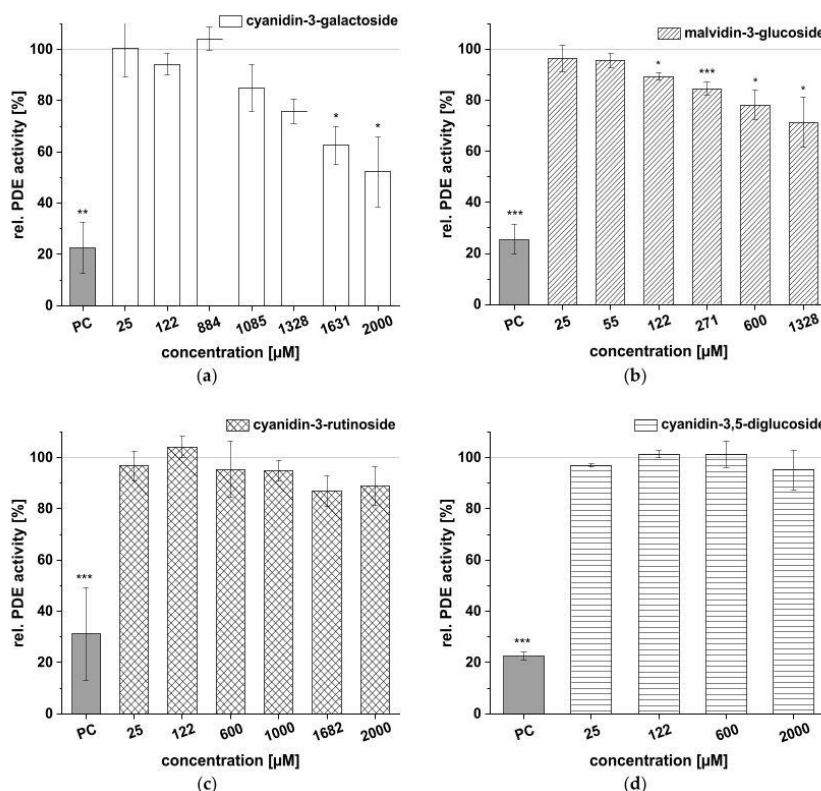 cyanidin-3-galactoside
rel. PDE activity [%]
100
80
60
40
20
0
**
*
*
PC 25 122 884 1085 1328 1631 2000
concentration [µM]
(a)
malvidin-3-glucoside
rel. PDE activity [%]
100
80
60
40
20
0
***
*
***
*
*
PC 25 55 122 271 600 1328
concentration [µM]
(b)
cyanidin-3-rutinoside
rel. PDE activity [%]
100
80
60
40
20
0
***
PC 25 122 600 1000 1682 2000
concentration [µM]
(c)
cyanidin-3,5-diglucoside
rel. PDE activity [%]
100
80
60
40
20
0
***
PC 25 122 600 2000
concentration [µM]
(d)